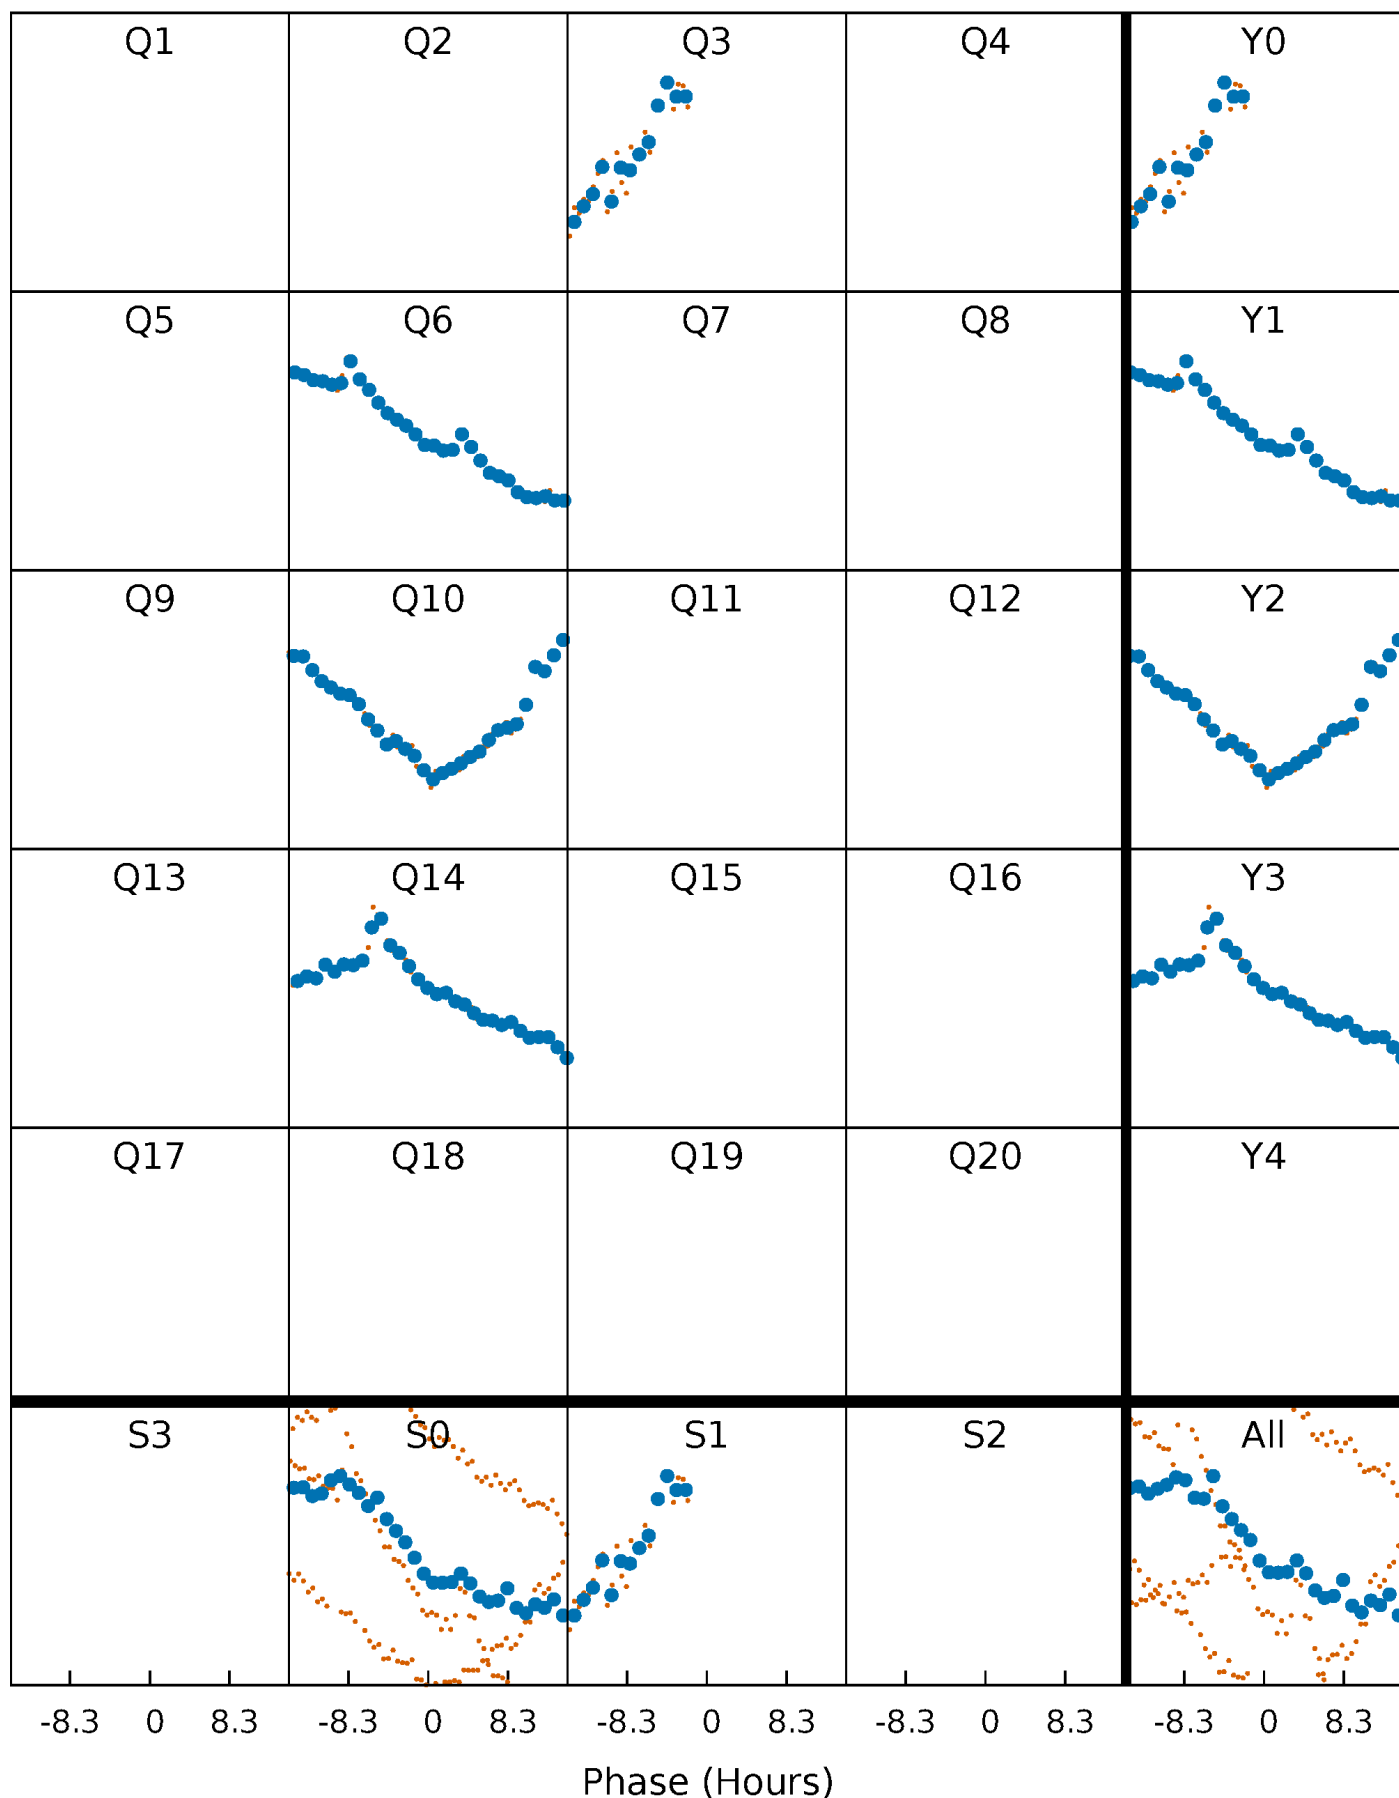 Q1 Q2 Q3 Q4 Y0
Q5 Q6 Q7 Q8 Y1
Q9 Q10 Q11 Q12 Y2
Q13 Q14 Q15 Q16 Y3
Q17 Q18 Q19 Q20 Y4
S3 S0 S1 S2 All
-8.3 0 8.3 -8.3 0 8.3 -8.3 0 8.3 -8.3 0 8.3 -8.3 0 8.3
Phase (Hours)